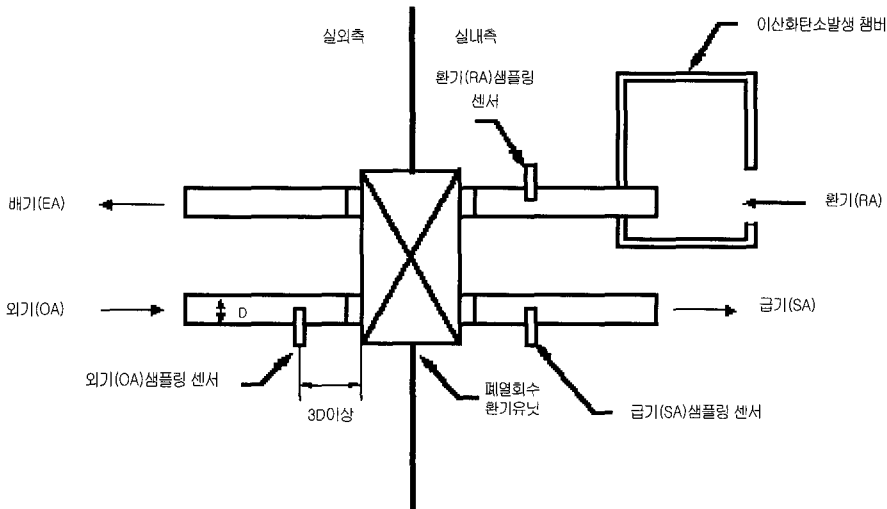 이산화탄소발생 챔버
실외측
실내측
환기(RA)샘플링
센서
배기(EA)
환기(RA)
외기(OA)
D
급기(SA)
외기(OA)샘플링 센서
3D이상
폐열회수
환기유닛
급기(SA)샘플링 센서